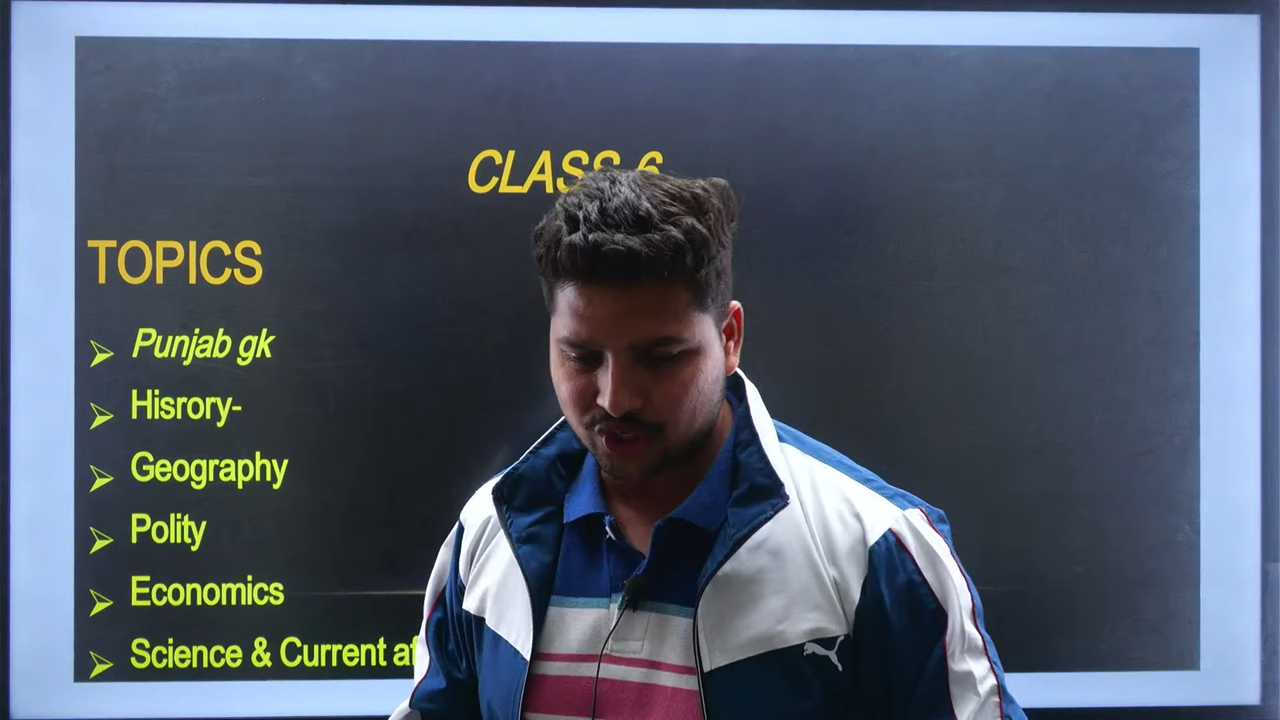 CLASS 6
TOPICS
Punjab gk
Hisrory-
Geography
Polity
Economics
Science & Current